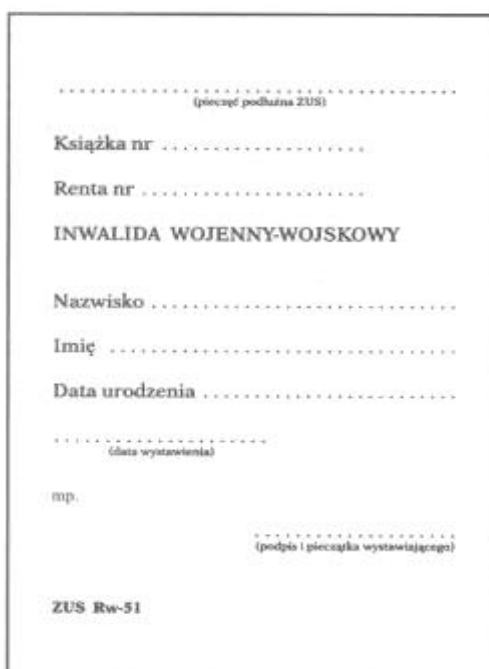 (pieczęć podłużna ZUS)
Książka nr
Renta nr
INWALIDA WOJENNY-WOJSKOWY
Nazwisko
Imię
Data urodzenia
(data wystawienia)
mp.
(podpis i pieczątka wystawiającego)
ZUS Rw-51